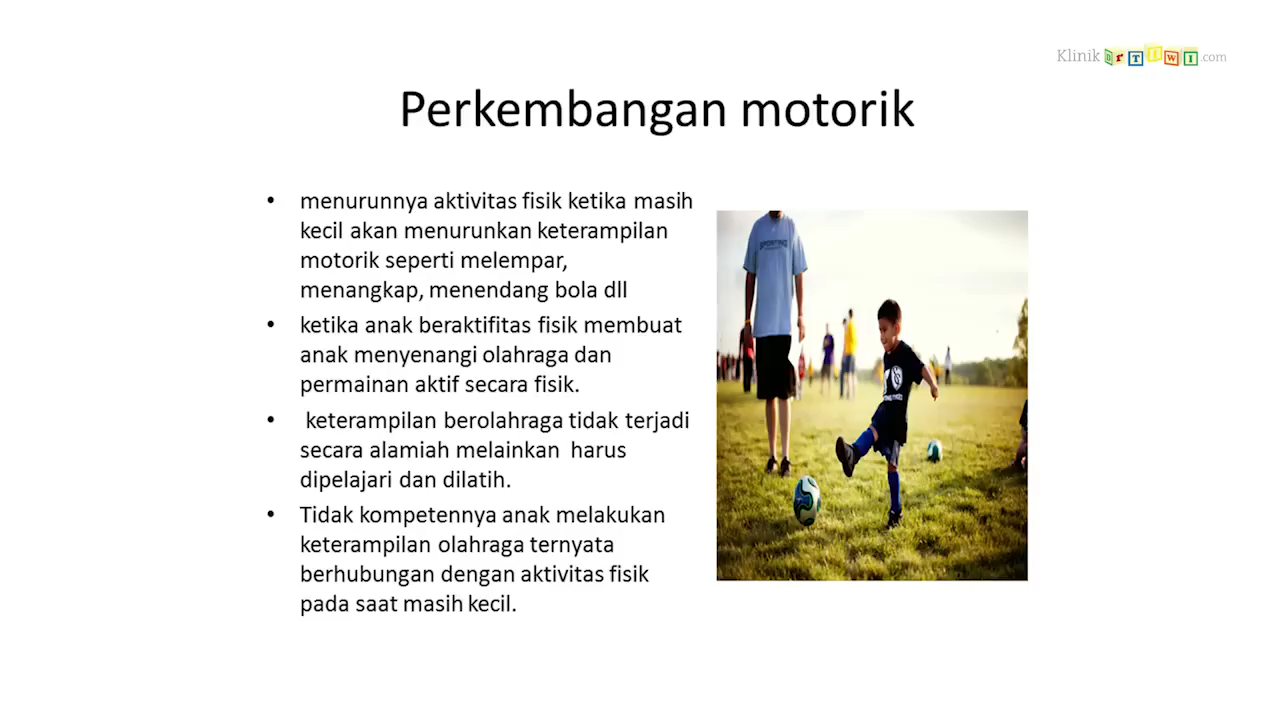 Klinik DrTIWI.com
Perkembangan motorik
• menurunnya aktivitas fisik ketika masih
kecil akan menurunkan keterampilan
motorik seperti melempar,
menangkap, menendang bola dll
• ketika anak beraktifitas fisik membuat
anak menyenangi olahraga dan
permainan aktif secara fisik.
• keterampilan berolahraga tidak terjadi
secara alamiah melainkan harus
dipelajari dan dilatih.
• Tidak kompetennya anak melakukan
keterampilan olahraga ternyata
berhubungan dengan aktivitas fisik
pada saat masih kecil.